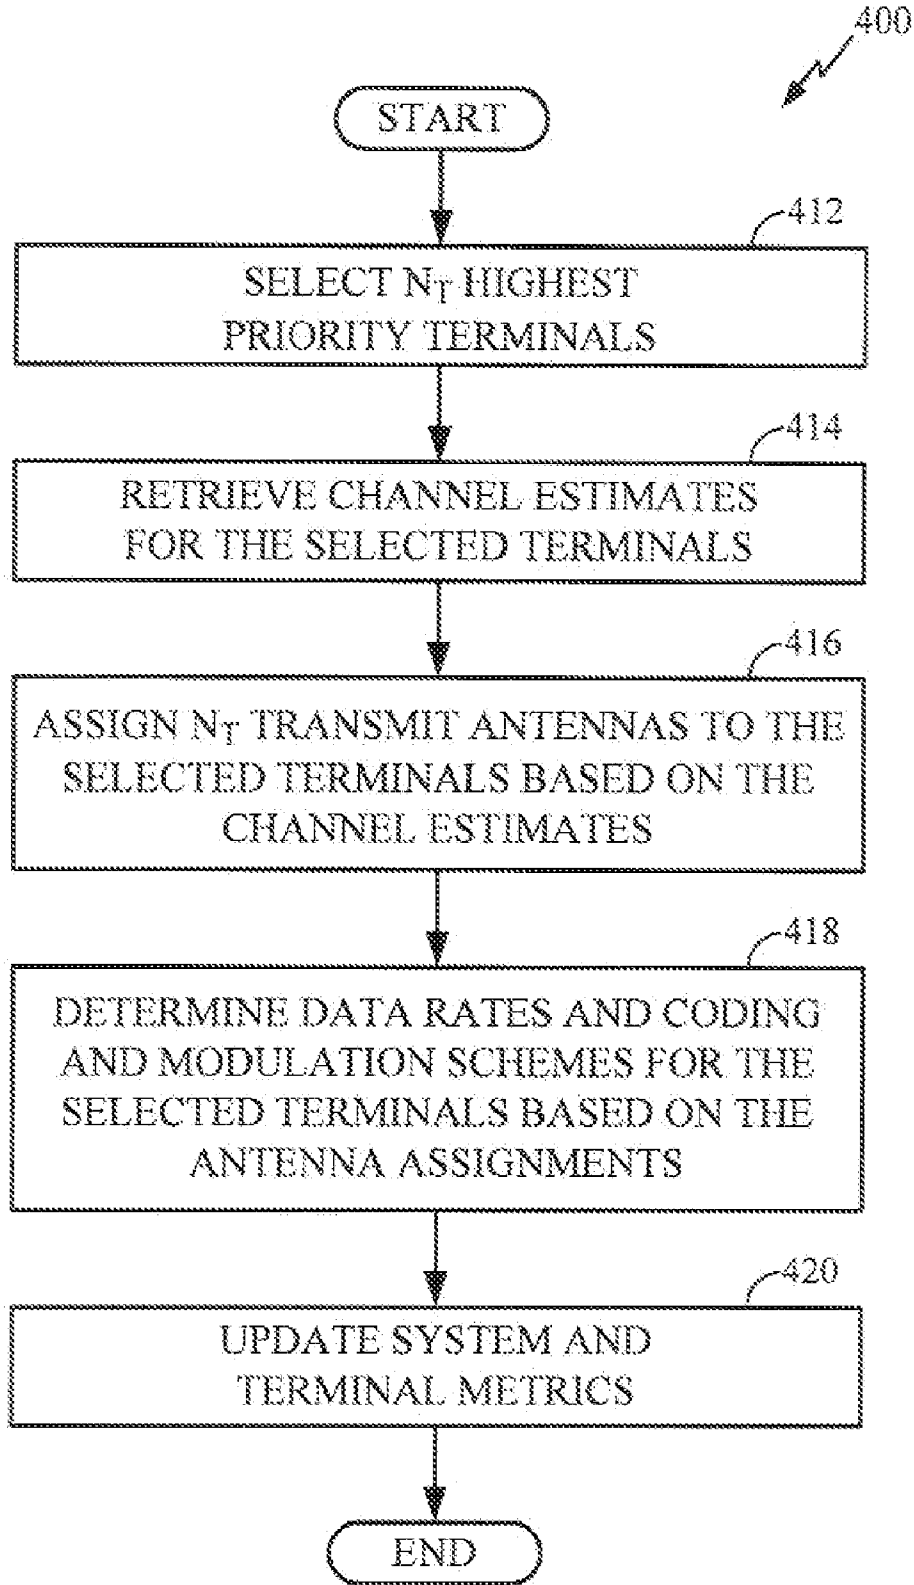 400
START
412
SELECT N_T HIGHEST
PRIORITY TERMINALS
414
RETRIEVE CHANNEL ESTIMATES
FOR THE SELECTED TERMINALS
416
ASSIGN N_T TRANSMIT ANTENNAS TO THE
SELECTED TERMINALS BASED ON THE
CHANNEL ESTIMATES
418
DETERMINE DATA RATES AND CODING
AND MODULATION SCHEMES FOR THE
SELECTED TERMINALS BASED ON THE
ANTENNA ASSIGNMENTS
420
UPDATE SYSTEM AND
TERMINAL METRICS
END